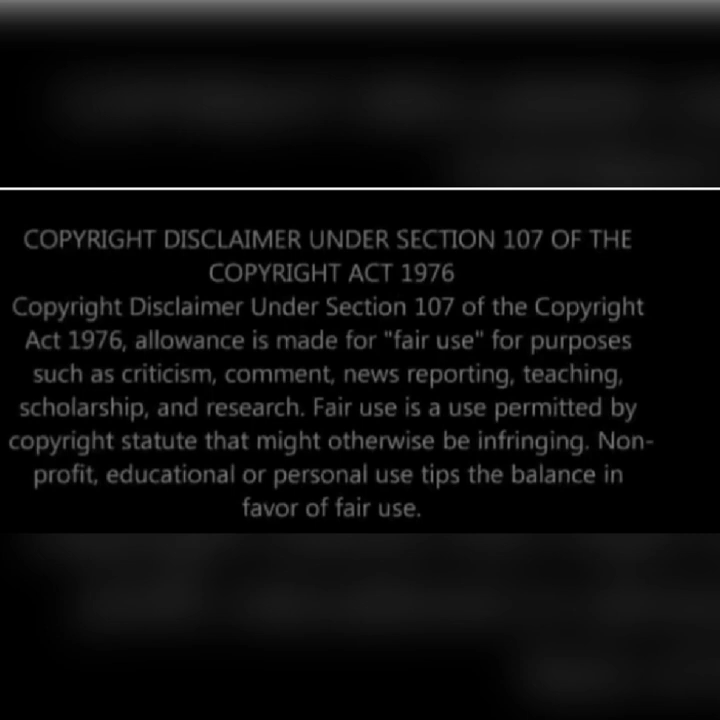 COPYRIGHT DISCLAIMER UNDER SECTION 107 OF THE
COPYRIGHT ACT 1976
Copyright Disclaimer Under Section 107 of the Copyright
Act 1976, allowance is made for "fair use" for purposes
such as criticism, comment, news reporting, teaching,
scholarship, and research. Fair use is a use permitted by
copyright statute that might otherwise be infringing. Non-
profit, educational or personal use tips the balance in
favor of fair use.